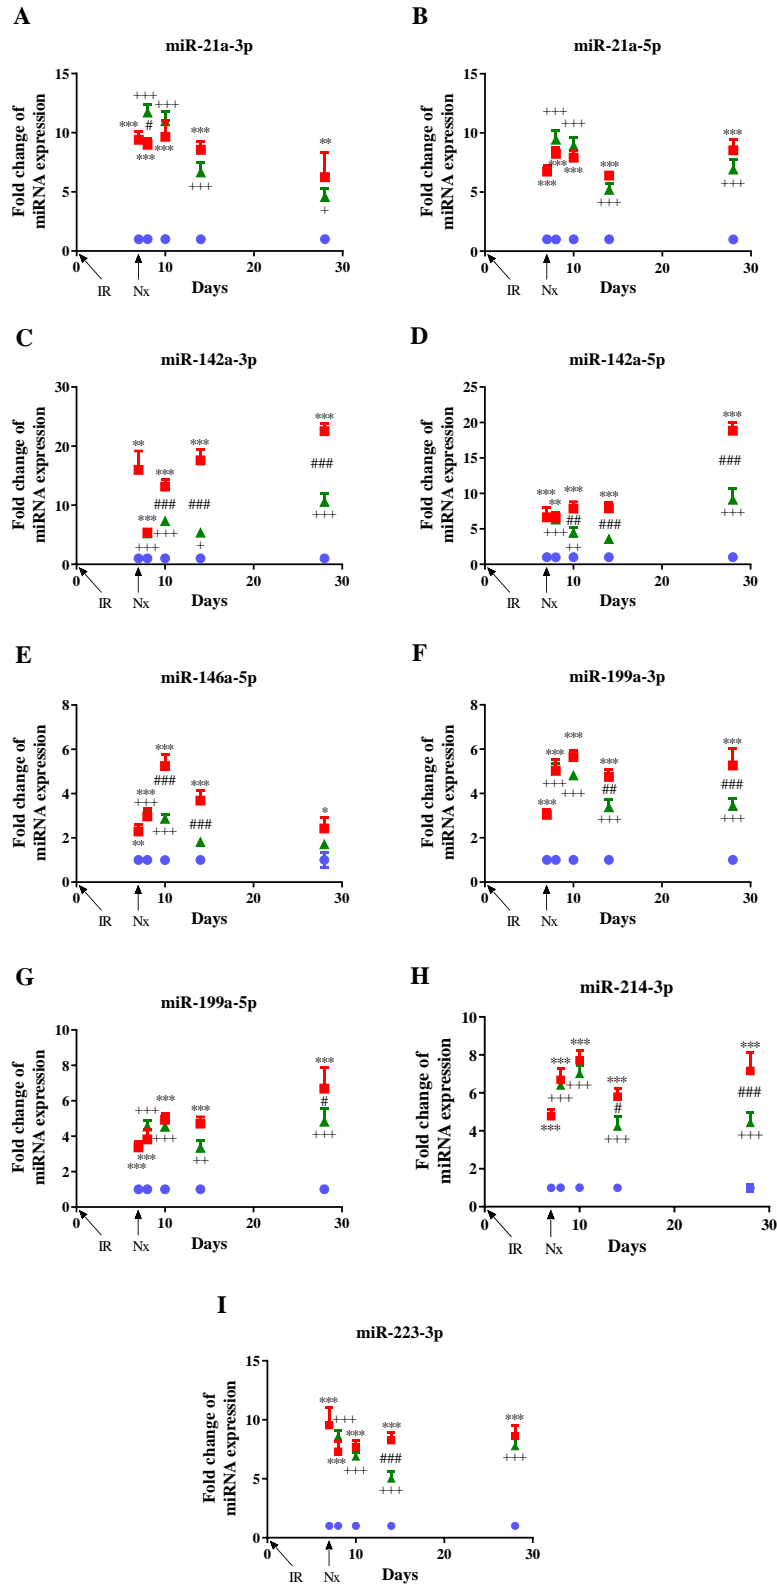 A
miR-21a-3p
Fold change of
miRNA expression
15
10
5
0
+++
+++
***
#
***
***
***
+++
**
+
0
10
20
30
IR
Nx
Days
B
miR-21a-5p
Fold change of
miRNA expression
15
10
5
0
+++
+++
***
***
***
***
+++
***
+++
0
10
20
30
IR
Nx
Days
C
miR-142a-3p
Fold change of
miRNA expression
30
20
10
0
**
***
+++
***
###
+++
***
###
+
***
###
+++
0
10
20
30
IR
Nx
Days
D
miR-142a-5p
Fold change of
miRNA expression
25
20
15
10
5
0
***
**
+++
***
##
++
***
###
***
###
+++
0
10
20
30
IR
Nx
Days
E
miR-146a-5p
Fold change of
miRNA expression
8
6
4
2
0
***
+++
**
***
###
+++
***
###
*
0
10
20
30
IR
Nx
Days
F
miR-199a-3p
Fold change of
miRNA expression
8
6
4
2
0
***
***
+++
***
+++
***
##
+++
***
###
+++
0
10
20
30
IR
Nx
Days
G
miR-199a-5p
Fold change of
miRNA expression
10
8
6
4
2
0
+++
***
***
***
+++
***
++
***
#
+++
0
10
20
30
IR
Nx
Days
H
miR-214-3p
Fold change of
miRNA expression
10
8
6
4
2
0
***
***
+++
***
+++
***
#
+++
***
###
+++
0
10
20
30
IR
Nx
Days
I
miR-223-3p
Fold change of
miRNA expression
15
10
5
0
***
+++
***
***
+++
***
###
+++
***
+++
0
10
20
30
IR
Nx
Days